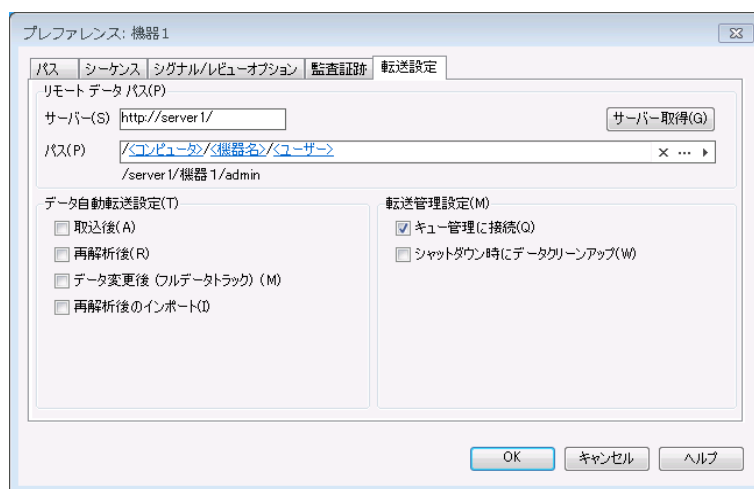 プレファレンス: 機器1
パス シーケンス シグナル/レビューオプション 監査証跡 転送設定
リモート データ パス(P)
サーバー(S) http://server1/ サーバー取得(G)
パス(P) /<コンピュータ>/<機器名>/<ユーザー>
/server1/機器1/admin
データ自動転送設定(T) 転送管理設定(M)
取込後(A) キュー管理に接続(Q)
再解析後(R) シャットダウン時にデータクリーンアップ(W)
データ変更後 (フルデータトラック) (M)
再解析後のインポート(I)
OK キャンセル ヘルプ